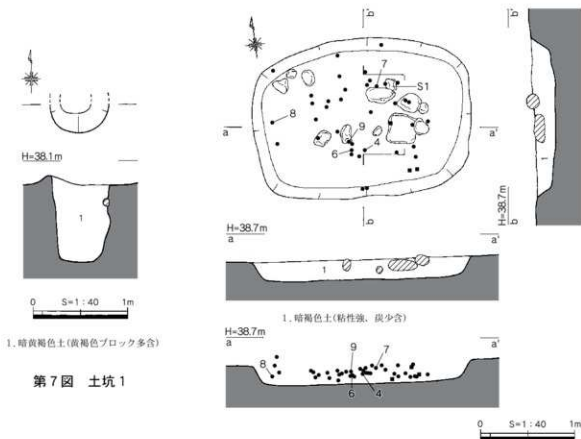 H=38.1m
1
0 S=1:40 1m
1. 暗黄褐色土(黄褐色ブロック多含)
第7図 土坑1
b'
7
S1
8
a
a'
9
6
4
b
b'
1
b
H=38.7m
H=38.7m
a
a'
1
1. 暗褐色土(粘性強、炭少含)
H=38.7m
a
a'
8
9
7
6
4
0 S=1:40 1m